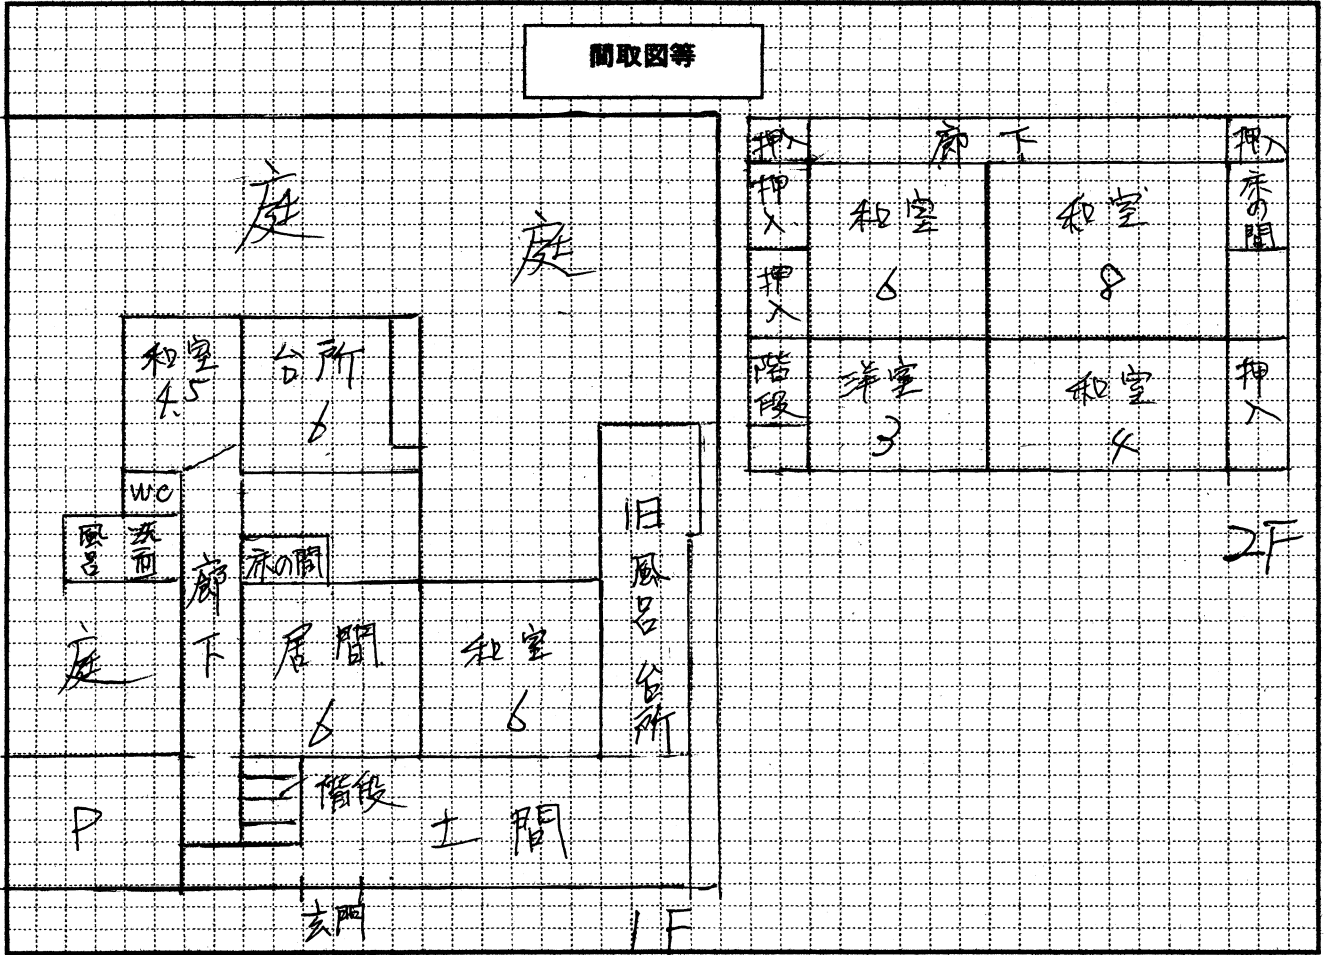 間取図等
庭
庭
和室
4.5
台所
6
WC
風呂
洗面
廊下
床の間
庭
居間
6
和室
6
旧風呂台所
P
階段
土間
玄関
1F
押入
廊下
押入
押入
和室
6
和室
8
床の間
押入
階段
洋室
3
和室
4
押入
2F